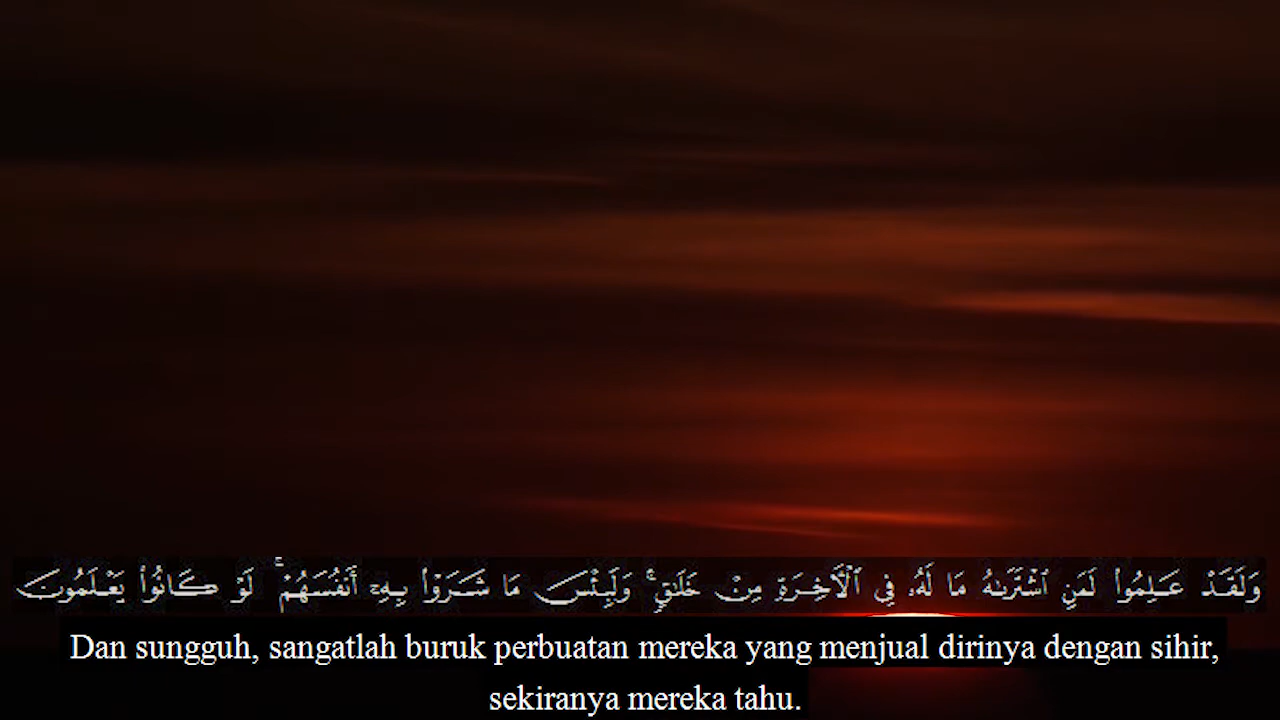 وَلَقَدْ عَلِمُوا۟ لَمَنِ ٱشْتَرَىٰهُ مَا لَهُۥ فِى ٱلْءَاخِرَةِ مِنْ خَلَـٰقٍ ۚ وَلَبِئْسَ مَا شَرَوْا۟ بِهِۦٓ أَنفُسَهُمْ ۚ لَوْ كَانُوا۟ يَعْلَمُونَ
Dan sungguh, sangatlah buruk perbuatan mereka yang menjual dirinya dengan sihir,
sekiranya mereka tahu.